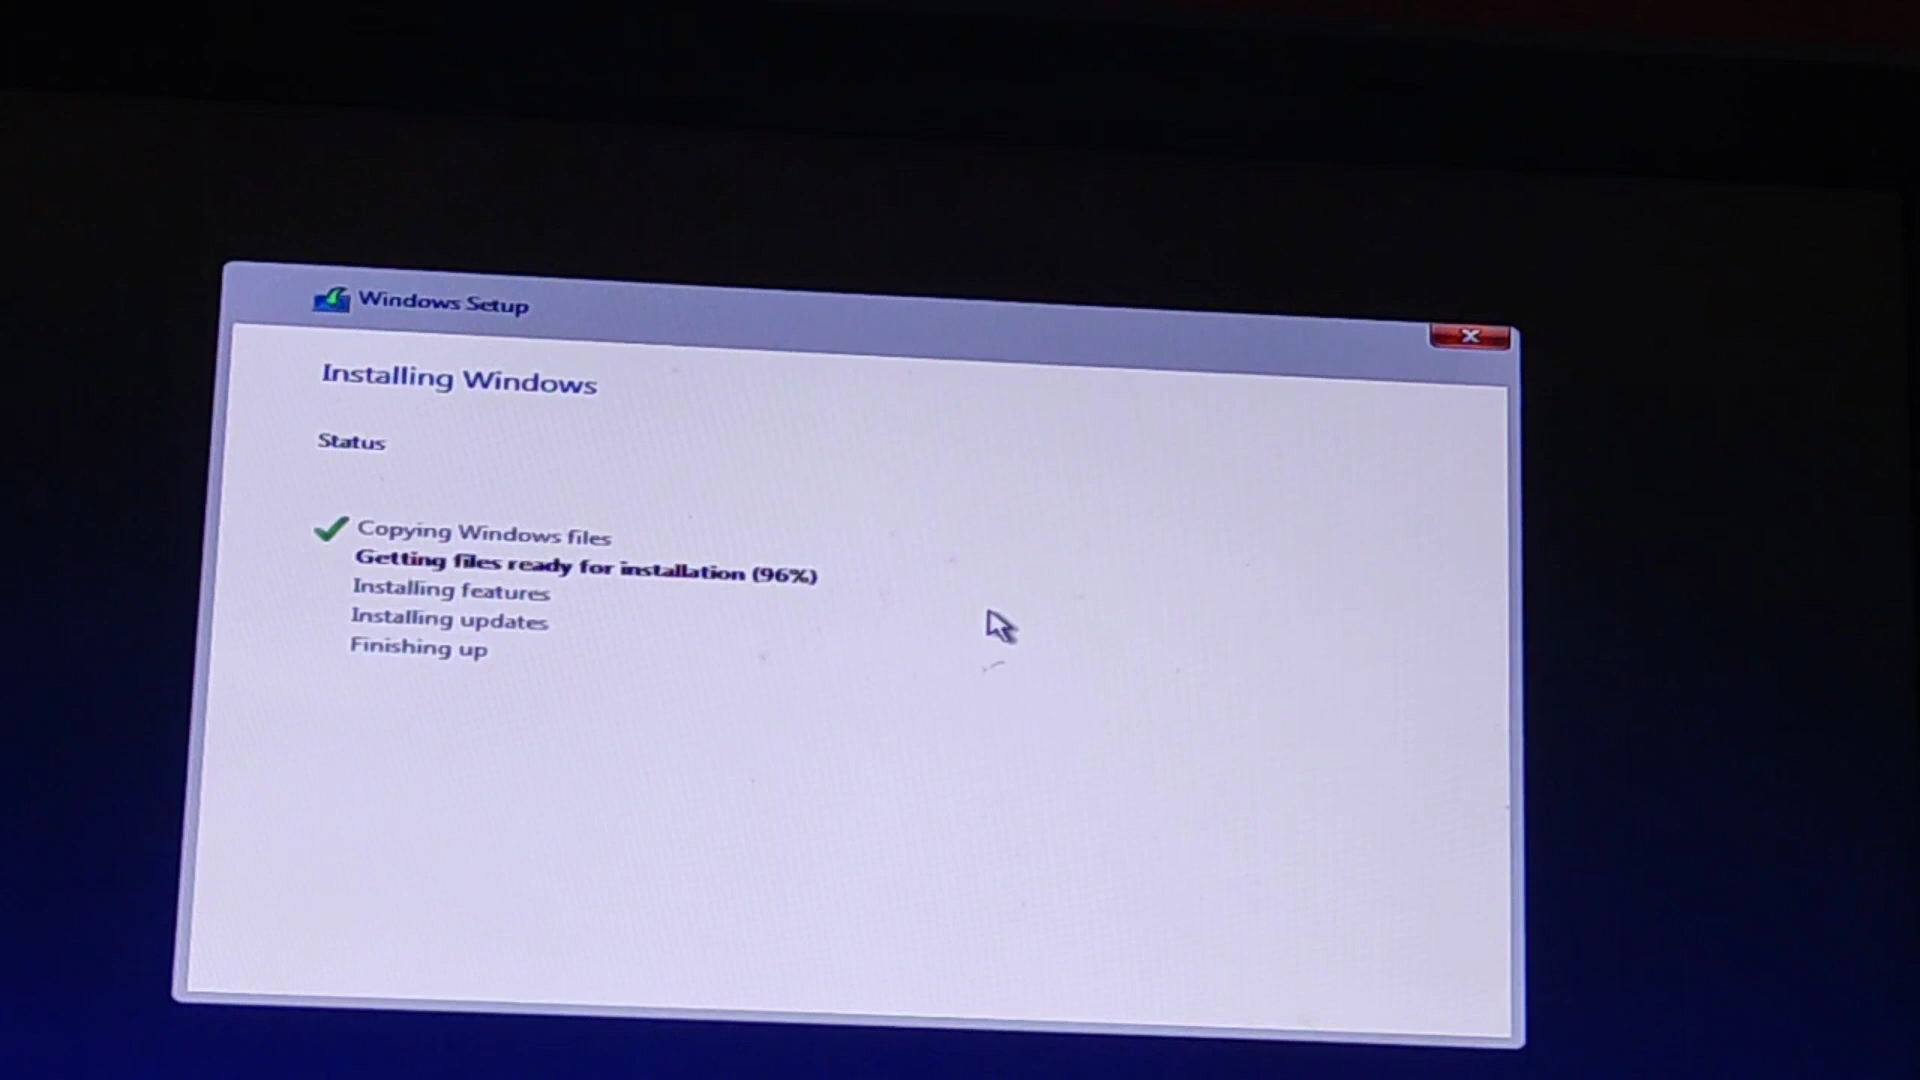 Windows Setup
Installing Windows
Status
Copying Windows files
Getting files ready for installation (96%)
Installing features
Installing updates
Finishing up